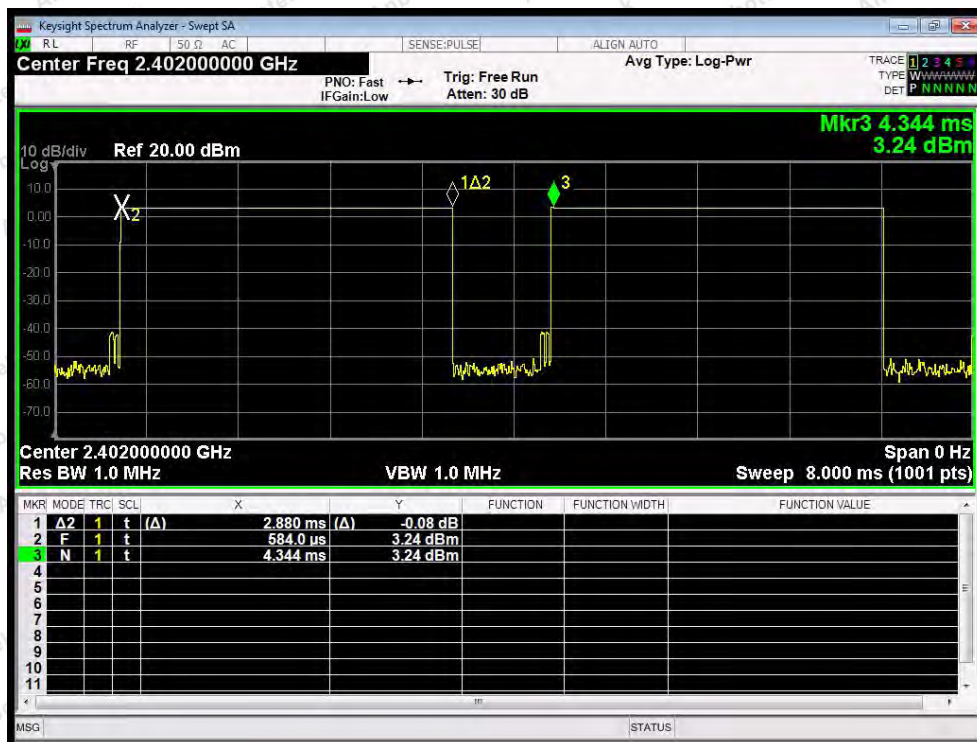 Keysight Spectrum Analyzer - Swept SA
LXI RL RF 50 Ω AC SENSE:PULSE ALIGN AUTO
Center Freq 2.402000000 GHz
PNO: Fast
IFGain:Low
Trig: Free Run
Atten: 30 dB
Avg Type: Log-Pwr
TRACE 1 2 3 4 5 6
TYPE WWWWWW
DET P N N N N N
Mkr3 4.344 ms
3.24 dBm
10 dB/div Ref 20.00 dBm
Log
10.0
0.00
-10.0
-20.0
-30.0
-40.0
-50.0
-60.0
-70.0
2
1Δ2
3
Center 2.402000000 GHz Span 0 Hz
Res BW 1.0 MHz VBW 1.0 MHz Sweep 8.000 ms (1001 pts)
MKR MODE TRC SCL X Y FUNCTION FUNCTION WIDTH FUNCTION VALUE
1 Δ2 1 t (Δ) 2.880 ms (Δ) -0.08 dB
2 F 1 t 584.0 µs 3.24 dBm
3 N 1 t 4.344 ms 3.24 dBm
4
5
6
7
8
9
10
11
MSG STATUS